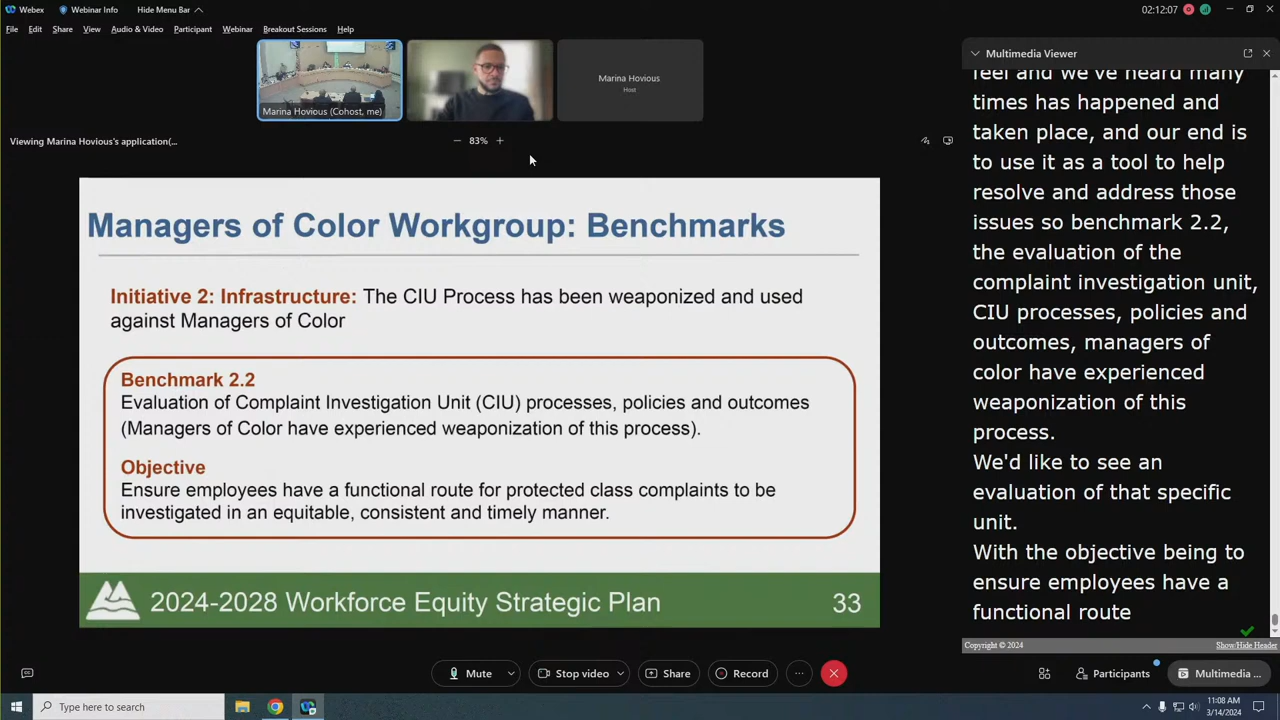 Webex
Webinar Info
Hide Menu Bar
02:12:07
File Edit Share View Audio & Video Participant Webinar Breakout Sessions Help
Marina Hovious (Cohost, me)
Marina Hovious
Host
Viewing Marina Hovious's application(...
83%
Managers of Color Workgroup: Benchmarks
Initiative 2: Infrastructure: The CIU Process has been weaponized and used
against Managers of Color
Benchmark 2.2
Evaluation of Complaint Investigation Unit (CIU) processes, policies and outcomes
(Managers of Color have experienced weaponization of this process).
Objective
Ensure employees have a functional route for protected class complaints to be
investigated in an equitable, consistent and timely manner.
2024-2028 Workforce Equity Strategic Plan
33
Multimedia Viewer
feel and we've heard many
times has happened and
taken place, and our end is
to use it as a tool to help
resolve and address those
issues so benchmark 2.2,
the evaluation of the
complaint investigation unit,
CIU processes, policies and
outcomes, managers of
color have experienced
weaponization of this
process.
We'd like to see an
evaluation of that specific
unit.
With the objective being to
ensure employees have a
functional route
Copyright © 2024
Show/Hide Header
Mute
Stop video
Share
Record
Participants
Multimedia ...
Type here to search
11:08 AM
3/14/2024